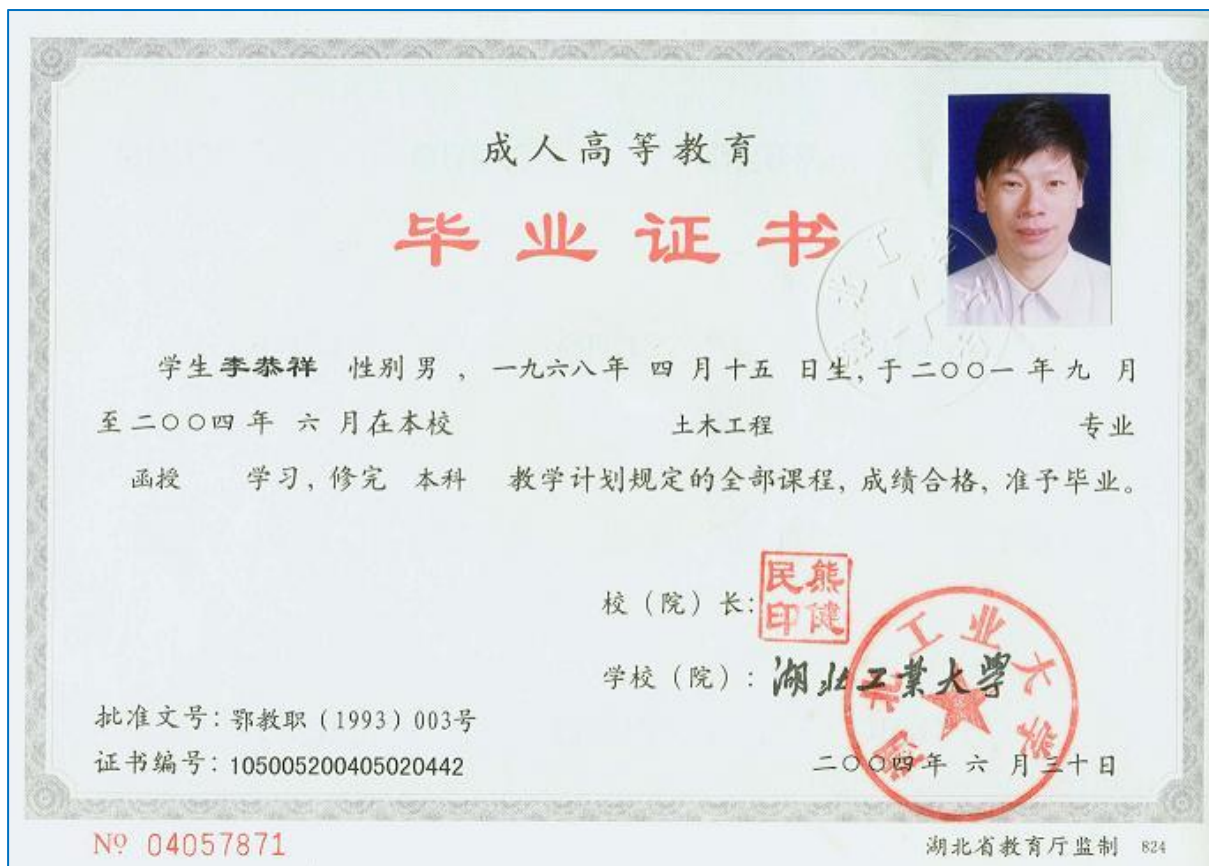 成人高等教育
毕业证书
学生李恭祥 性别男，一九六八年 四 月十五 日生，于二〇〇一 年 九 月
至二〇〇四 年 六 月在本校 土木工程 专业
函授 学习，修完 本科 教学计划规定的全部课程，成绩合格，准予毕业。
校（院）长：
熊健民印
学校（院）：湖北工業大學
湖北工业大学
批准文号：鄂教职（1993）003号
证书编号：105005200405020442
二〇〇四年 六 月三十日
Nº 04057871
湖北省教育厅监制 824